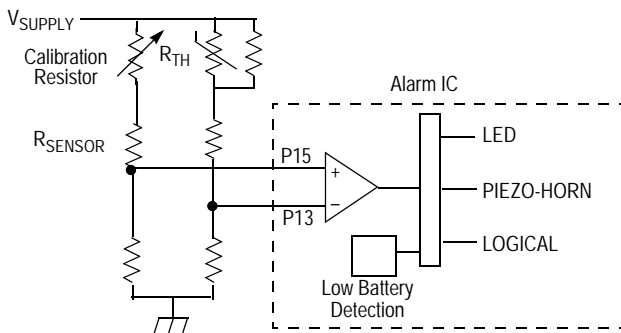 VSUPPLY
Calibration
Resistor
RTH
Alarm IC
RSENSOR
P15
+
P13
−
LED
PIEZO-HORN
LOGICAL
Low Battery
Detection